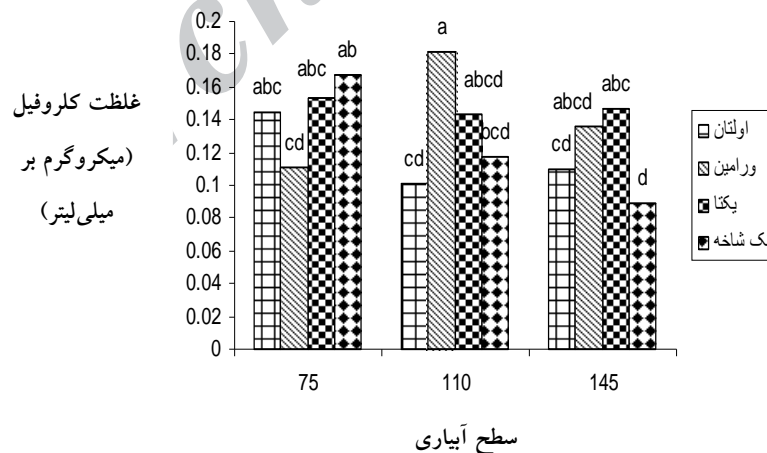 0.2
0.18
0.16
0.14
0.12
0.1
0.08
0.06
0.04
0.02
0
غلظت کلروفیل
(میکروگرم بر
میلی‌لیتر)
abc
cd
abc
ab
cd
a
abcd
bcd
cd
abcd
abc
d
75
110
145
سطح آبیاری
اولتان
ورامین
یکتا
شاخه